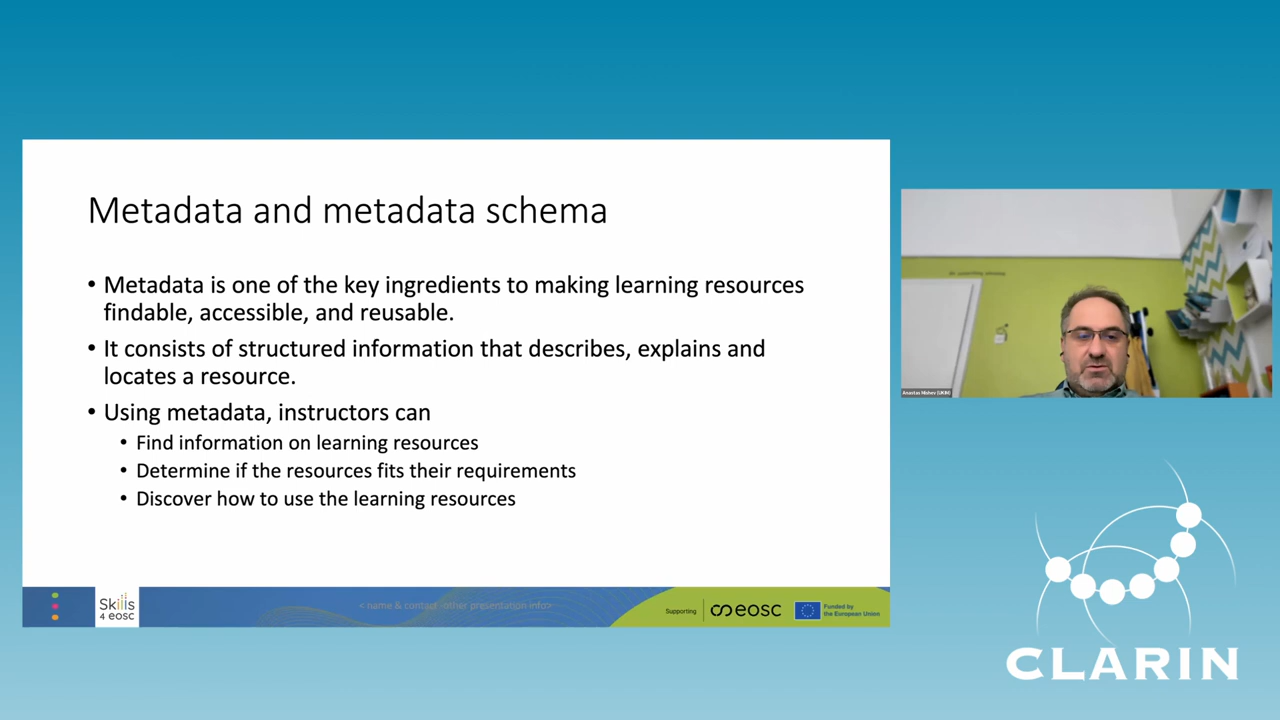 Metadata and metadata schema
• Metadata is one of the key ingredients to making learning resources
findable, accessible, and reusable.
• It consists of structured information that describes, explains and
locates a resource.
• Using metadata, instructors can
• Find information on learning resources
• Determine if the resources fits their requirements
• Discover how to use the learning resources
Skills
4 eosc
< name & contact -other presentation info>
Supporting
eosc
Funded by
the European Union
CLARIN